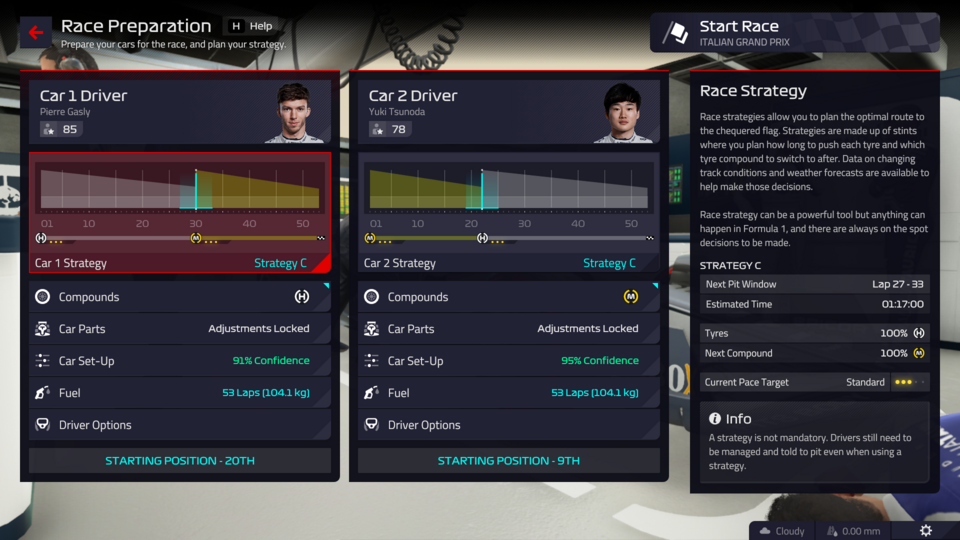 Race Preparation
H Help
Prepare your cars for the race, and plan your strategy.
Start Race
ITALIAN GRAND PRIX
Car 1 Driver
Pierre Gasly
85
01 10 20 30 40 50
H M
Car 1 Strategy Strategy C
Compounds H
Car Parts Adjustments Locked
Car Set-Up 91% Confidence
Fuel 53 Laps (104.1 kg)
Driver Options
STARTING POSITION - 20TH
Car 2 Driver
Yuki Tsunoda
78
01 10 20 30 40 50
M H
Car 2 Strategy Strategy C
Compounds M
Car Parts Adjustments Locked
Car Set-Up 95% Confidence
Fuel 53 Laps (104.1 kg)
Driver Options
STARTING POSITION - 9TH
Race Strategy
Race strategies allow you to plan the optimal route to
the chequered flag. Strategies are made up of stints
where you plan how long to push each tyre and which
tyre compound to switch to after. Data on changing
track conditions and weather forecasts are available to
help make those decisions.
Race strategy can be a powerful tool but anything can
happen in Formula 1, and there are always on the spot
decisions to be made.
STRATEGY C
Next Pit Window Lap 27 - 33
Estimated Time 01:17:00
Tyres 100% H
Next Compound 100% M
Current Pace Target Standard
Info
A strategy is not mandatory. Drivers still need to
be managed and told to pit even when using a
strategy.
Cloudy 0.00 mm